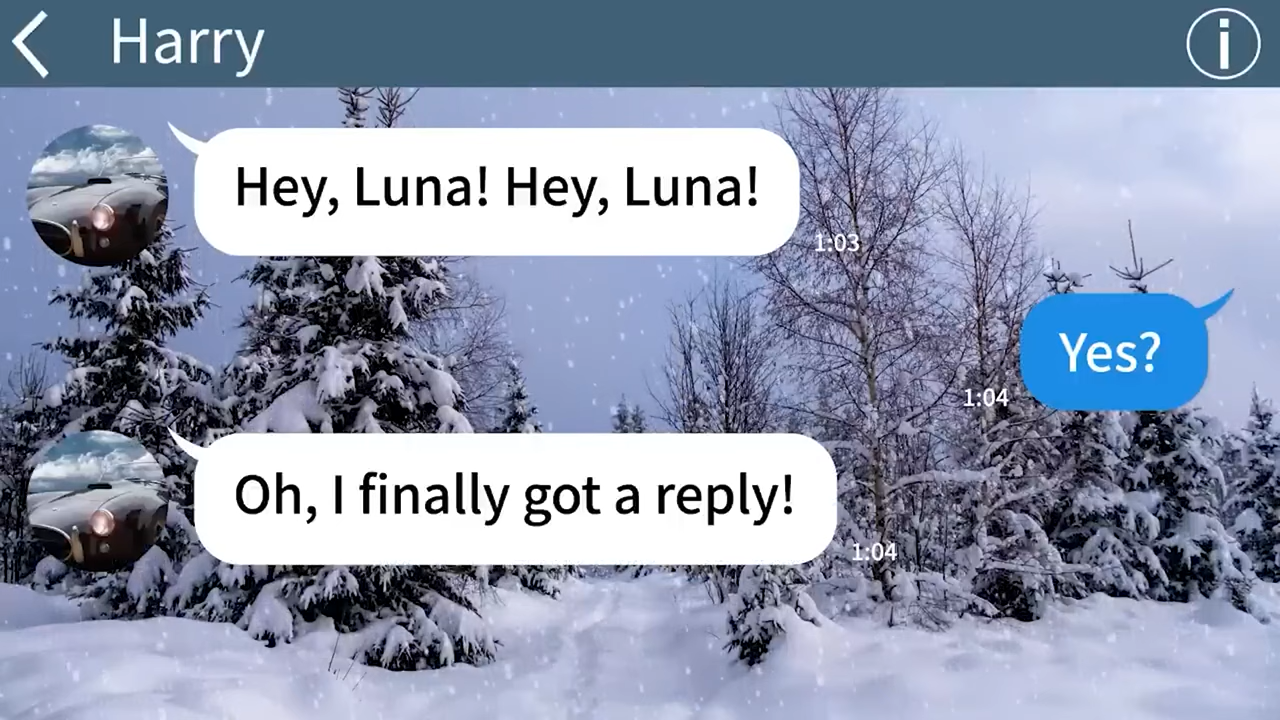 Harry
Hey, Luna! Hey, Luna!
1:03
Yes?
1:04
Oh, I finally got a reply!
1:04